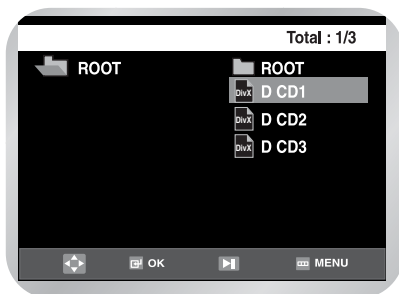 Total : 1/3
ROOT ROOT
DivX D CD1
DivX D CD2
DivX D CD3
OK MENU